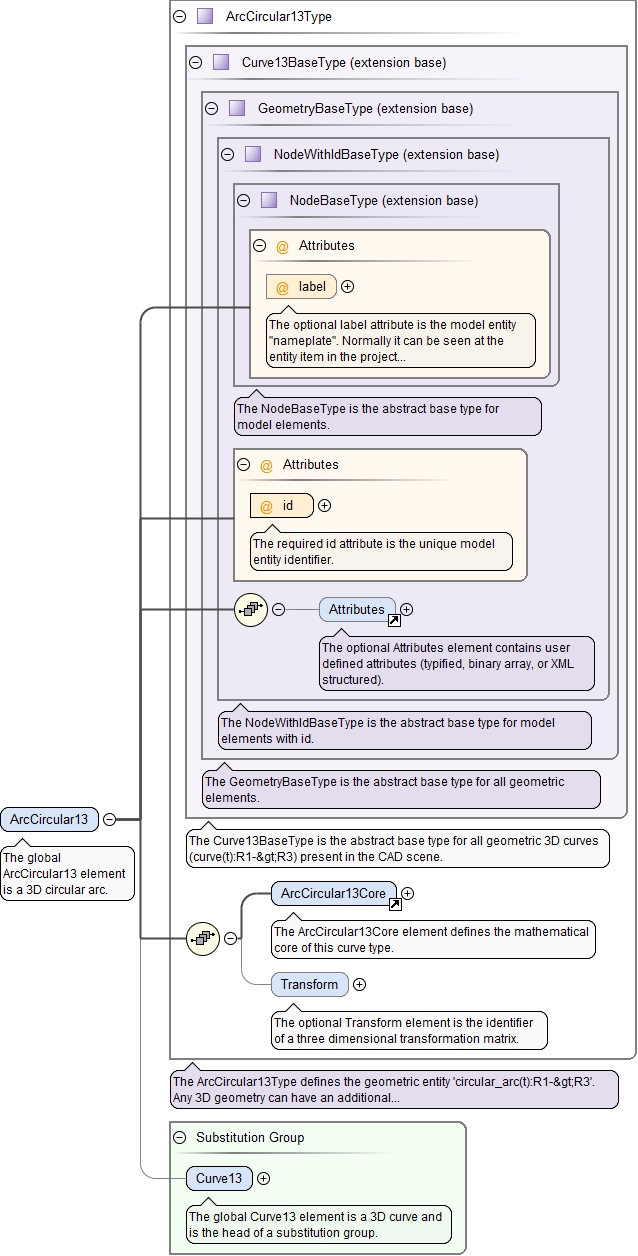 ArcCircular13Type
Curve13BaseType (extension base)
GeometryBaseType (extension base)
NodeWithIdBaseType (extension base)
NodeBaseType (extension base)
@ Attributes
@ label
The optional label attribute is the model entity
"nameplate". Normally it can be seen at the
entity item in the project...
The NodeBaseType is the abstract base type for
model elements.
@ Attributes
@ id
The required id attribute is the unique model
entity identifier.
Attributes
The optional Attributes element contains user
defined attributes (typified, binary array, or XML
structured).
The NodeWithIdBaseType is the abstract base type for model
elements with id.
The GeometryBaseType is the abstract base type for all geometric
elements.
ArcCircular13
The global
ArcCircular13 element
is a 3D circular arc.
The Curve13BaseType is the abstract base type for all geometric 3D curves
(curve(t):R1-&gt;R3) present in the CAD scene.
ArcCircular13Core
The ArcCircular13Core element defines the mathematical
core of this curve type.
Transform
The optional Transform element is the identifier
of a three dimensional transformation matrix.
The ArcCircular13Type defines the geometric entity 'circular_arc(t):R1-&gt;R3'.
Any 3D geometry can have an additional...
Substitution Group
Curve13
The global Curve13 element is a 3D curve and
is the head of a substitution group.